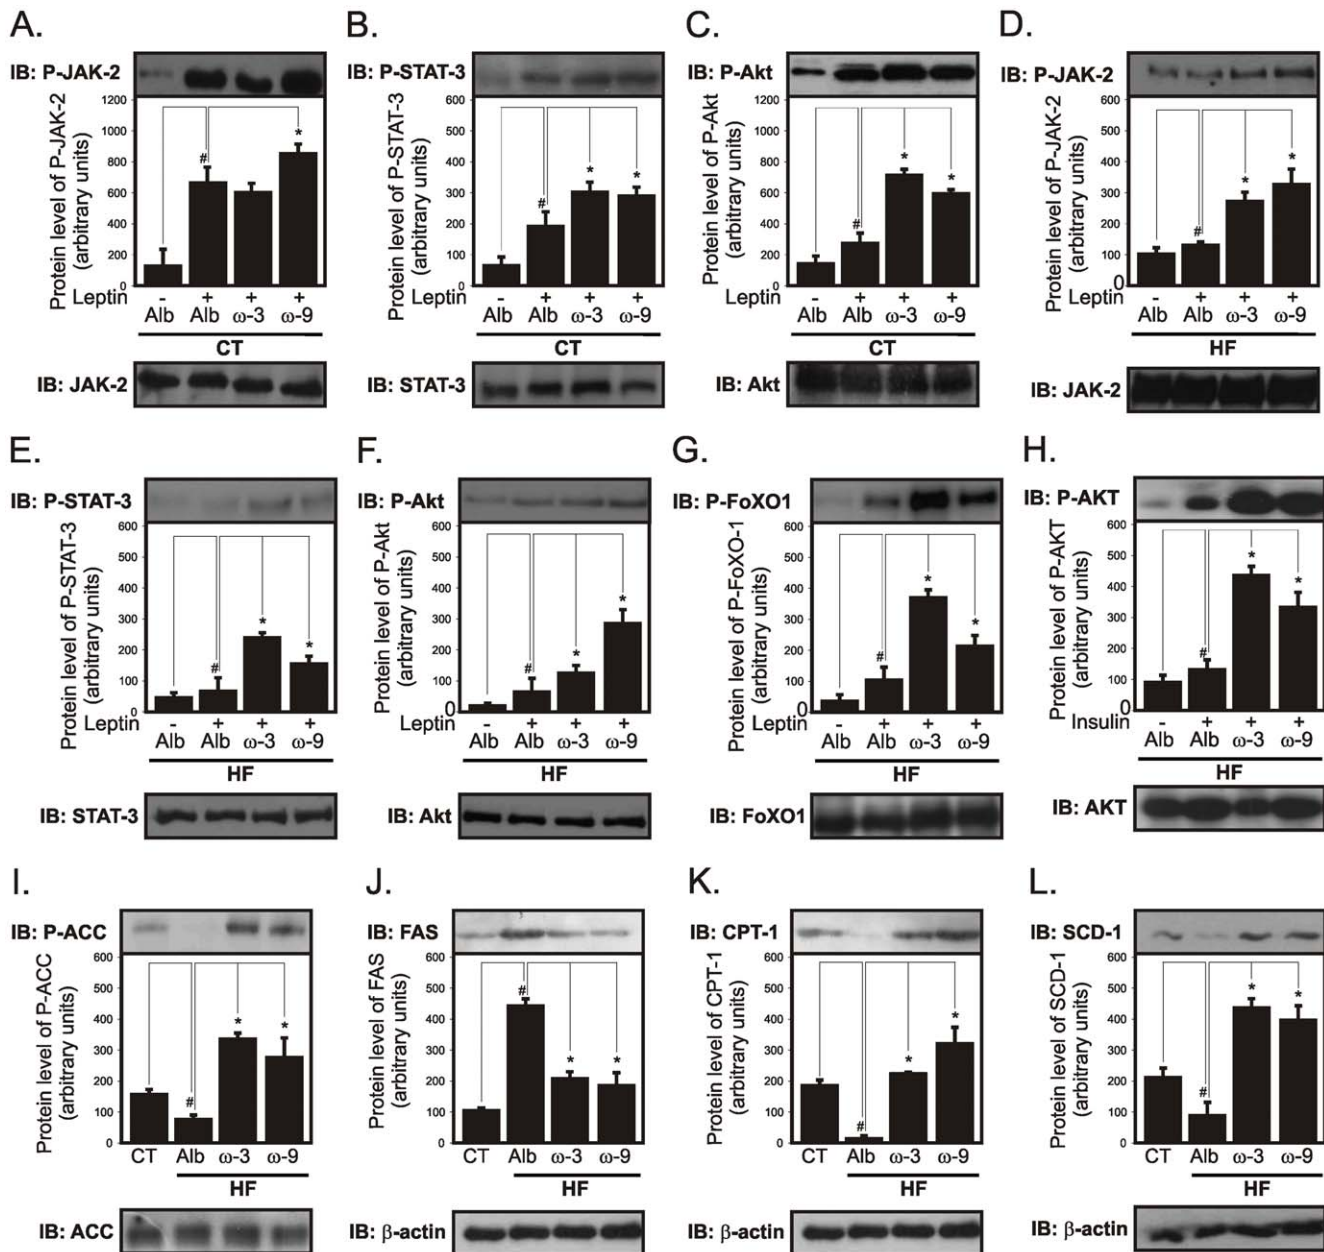 A.
IB: P-JAK-2
Protein level of P-JAK-2
(arbitrary units)
1200
1000
800
600
400
200
0
#
*
Leptin - + + +
Alb Alb ω-3 ω-9
CT
IB: JAK-2
B.
IB: P-STAT-3
Protein level of P-STAT-3
(arbitrary units)
600
500
400
300
200
100
0
#
*
*
Leptin - + + +
Alb Alb ω-3 ω-9
CT
IB: STAT-3
C.
IB: P-Akt
Protein level of P-Akt
(arbitrary units)
1200
1000
800
600
400
200
0
#
*
*
Leptin - + + +
Alb Alb ω-3 ω-9
CT
IB: Akt
D.
IB: P-JAK-2
Protein level of P-JAK-2
(arbitrary units)
600
500
400
300
200
100
0
#
*
*
Leptin - + + +
Alb Alb ω-3 ω-9
HF
IB: JAK-2
E.
IB: P-STAT-3
Protein level of P-STAT-3
(arbitrary units)
600
500
400
300
200
100
0
#
*
*
Leptin - + + +
Alb Alb ω-3 ω-9
HF
IB: STAT-3
F.
IB: P-Akt
Protein level of P-Akt
(arbitrary units)
600
500
400
300
200
100
0
#
*
*
Leptin - + + +
Alb Alb ω-3 ω-9
HF
IB: Akt
G.
IB: P-FoXO1
Protein level of P-FoXO-1
(arbitrary units)
600
500
400
300
200
100
0
#
*
*
Leptin - + + +
Alb Alb ω-3 ω-9
HF
IB: FoXO1
H.
IB: P-AKT
Protein level of P-AKT
(arbitrary units)
600
500
400
300
200
100
0
#
*
*
Insulin - + + +
Alb Alb ω-3 ω-9
HF
IB: AKT
I.
IB: P-ACC
Protein level of P-ACC
(arbitrary units)
600
500
400
300
200
100
0
#
*
*
CT Alb ω-3 ω-9
HF
IB: ACC
J.
IB: FAS
Protein level of FAS
(arbitrary units)
600
500
400
300
200
100
0
#
*
*
CT Alb ω-3 ω-9
HF
IB: β-actin
K.
IB: CPT-1
Protein level of CPT-1
(arbitrary units)
600
500
400
300
200
100
0
#
*
*
CT Alb ω-3 ω-9
HF
IB: β-actin
L.
IB: SCD-1
Protein level of SCD-1
(arbitrary units)
600
500
400
300
200
100
0
#
*
*
CT Alb ω-3 ω-9
HF
IB: β-actin